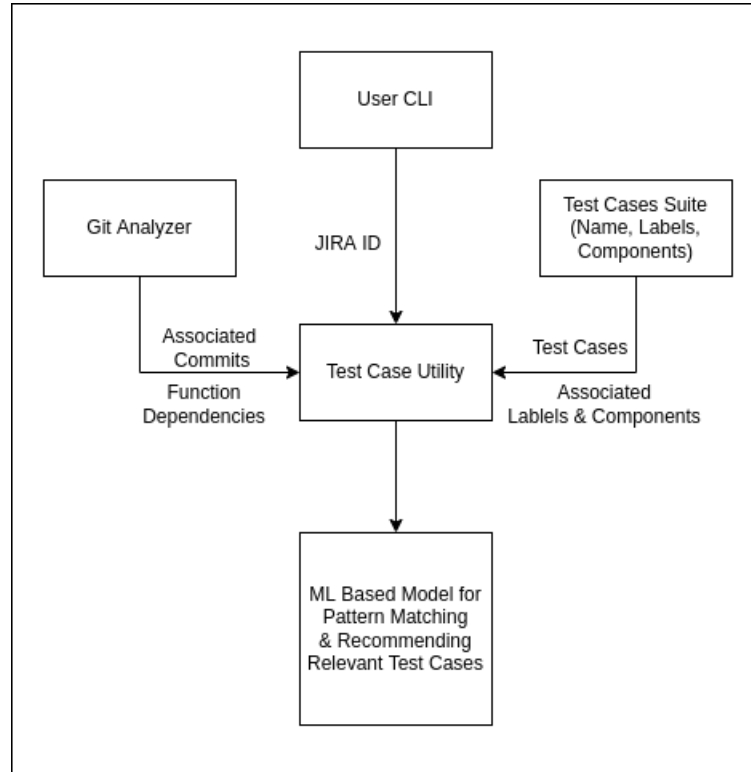 User CLI
Git Analyzer
Test Cases Suite
(Name, Labels,
Components)
JIRA ID
Associated
Commits
Function
Dependencies
Test Case Utility
Test Cases
Associated
Lablels & Components
ML Based Model for
Pattern Matching
& Recommending
Relevant Test Cases